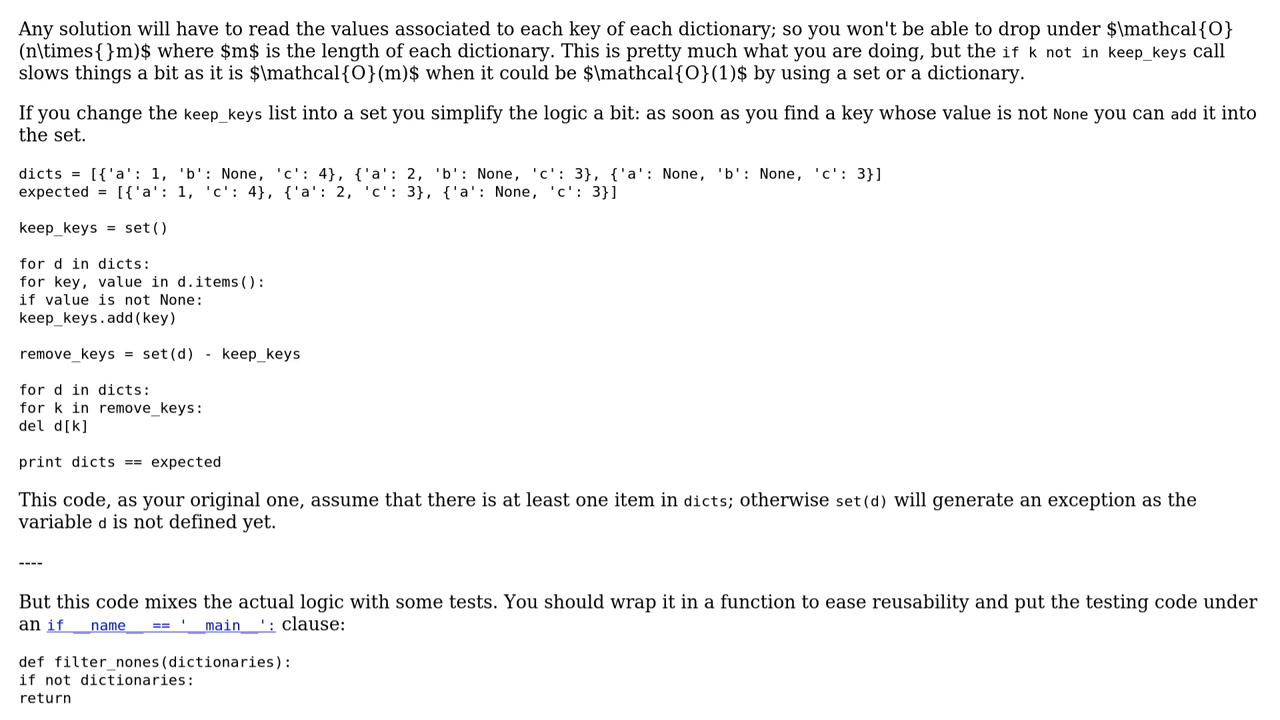 Any solution will have to read the values associated to each key of each dictionary; so you won't be able to drop under $\mathcal{O}
(n\times{}m)$ where $m$ is the length of each dictionary. This is pretty much what you are doing, but the if k not in keep_keys call
slows things a bit as it is $\mathcal{O}(m)$ when it could be $\mathcal{O}(1)$ by using a set or a dictionary.
If you change the keep_keys list into a set you simplify the logic a bit: as soon as you find a key whose value is not None you can add it into
the set.
dicts = [{'a': 1, 'b': None, 'c': 4}, {'a': 2, 'b': None, 'c': 3}, {'a': None, 'b': None, 'c': 3}]
expected = [{'a': 1, 'c': 4}, {'a': 2, 'c': 3}, {'a': None, 'c': 3}]
keep_keys = set()
for d in dicts:
for key, value in d.items():
if value is not None:
keep_keys.add(key)
remove_keys = set(d) - keep_keys
for d in dicts:
for k in remove_keys:
del d[k]
print dicts == expected
This code, as your original one, assume that there is at least one item in dicts; otherwise set(d) will generate an exception as the
variable d is not defined yet.
----
But this code mixes the actual logic with some tests. You should wrap it in a function to ease reusability and put the testing code under
an if __name__ == '__main__': clause:
def filter_nones(dictionaries):
if not dictionaries:
return